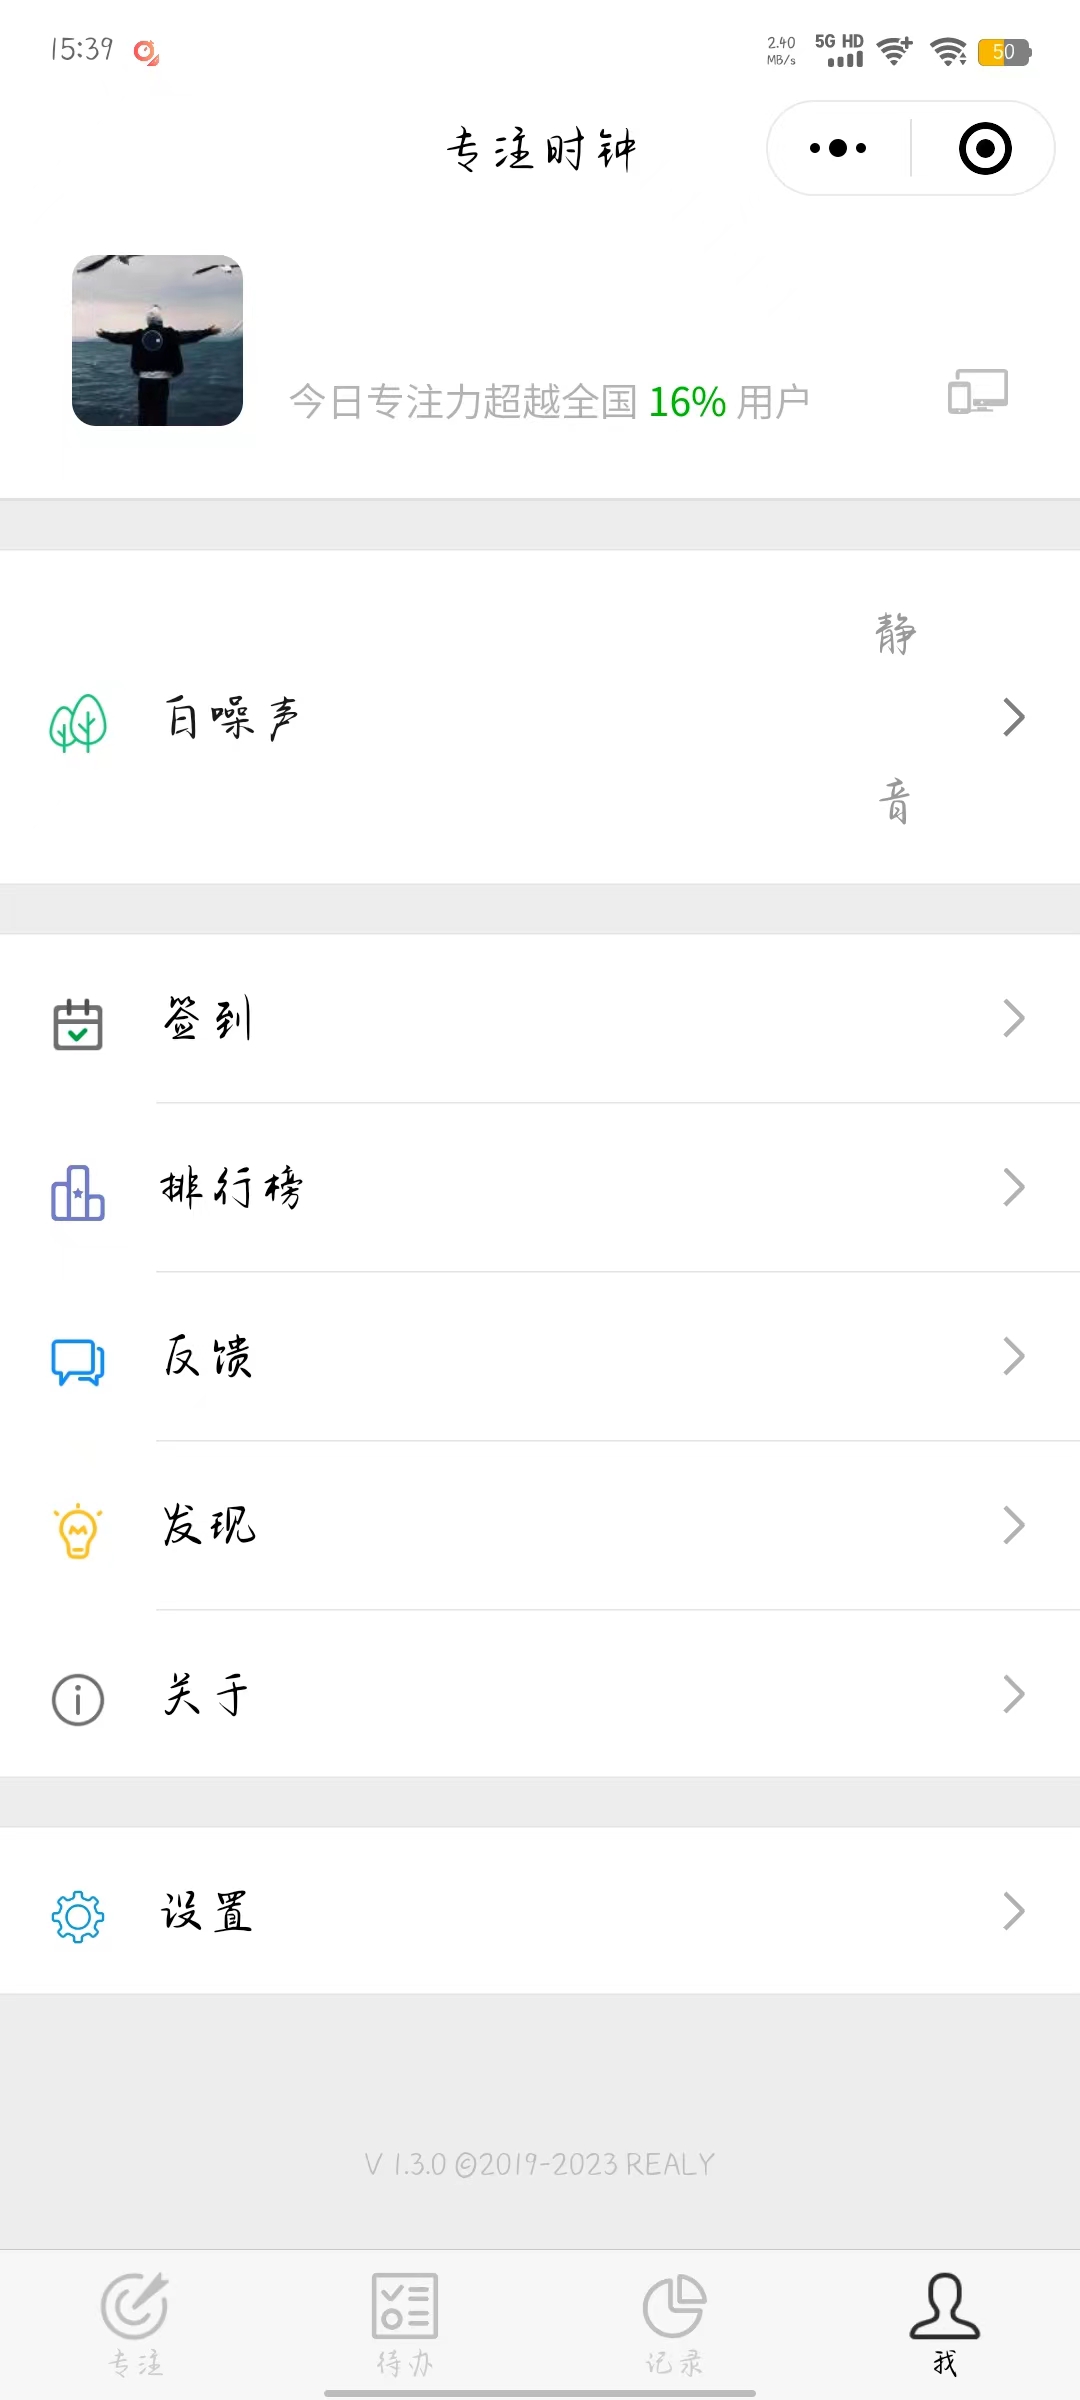 15:39
2.40 MB/s
5G HD
50
专注时钟
今日专注力超越全国 16% 用户
白噪声
静
音
签到
排行榜
反馈
发现
关于
设置
V 1.3.0 ©2019-2023 REALY
专注
待办
记录
我